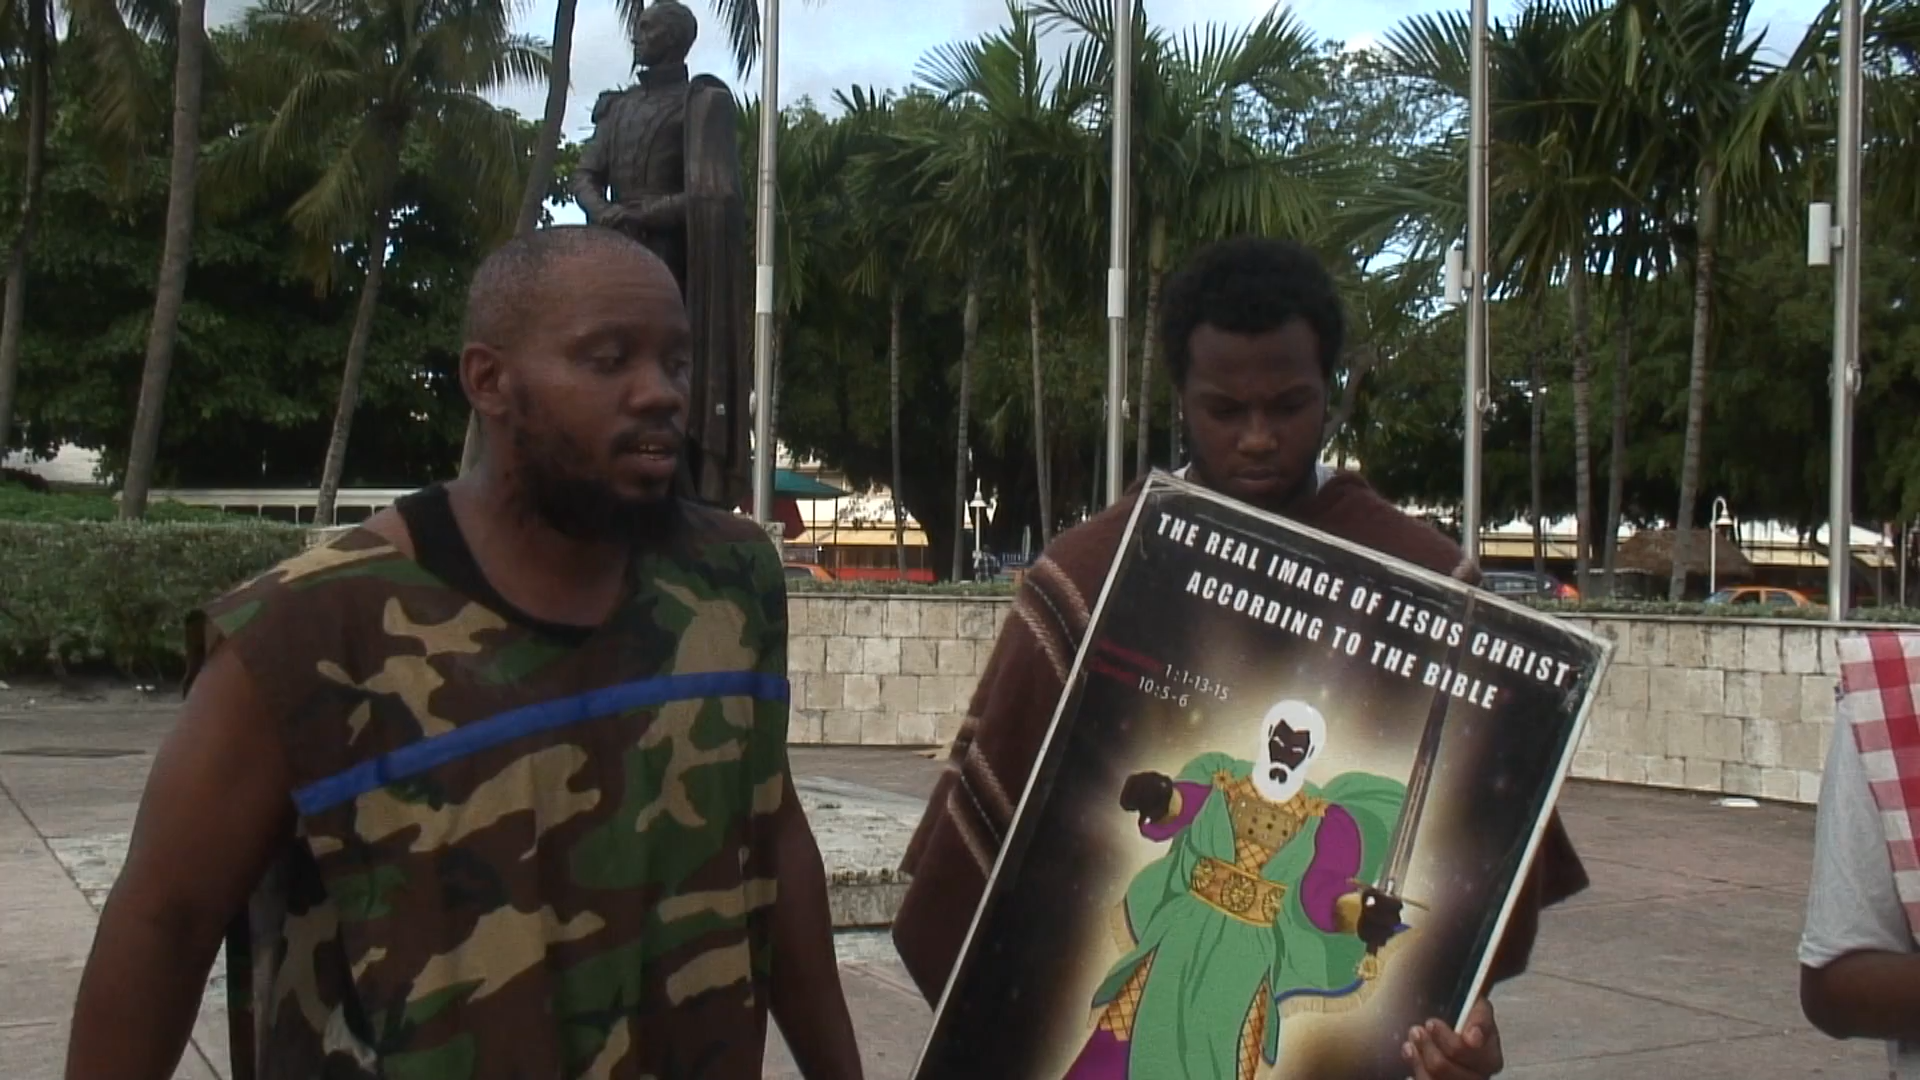 THE REAL IMAGE OF JESUS CHRIST
ACCORDING TO THE BIBLE
1:1-13-15
10:5-6